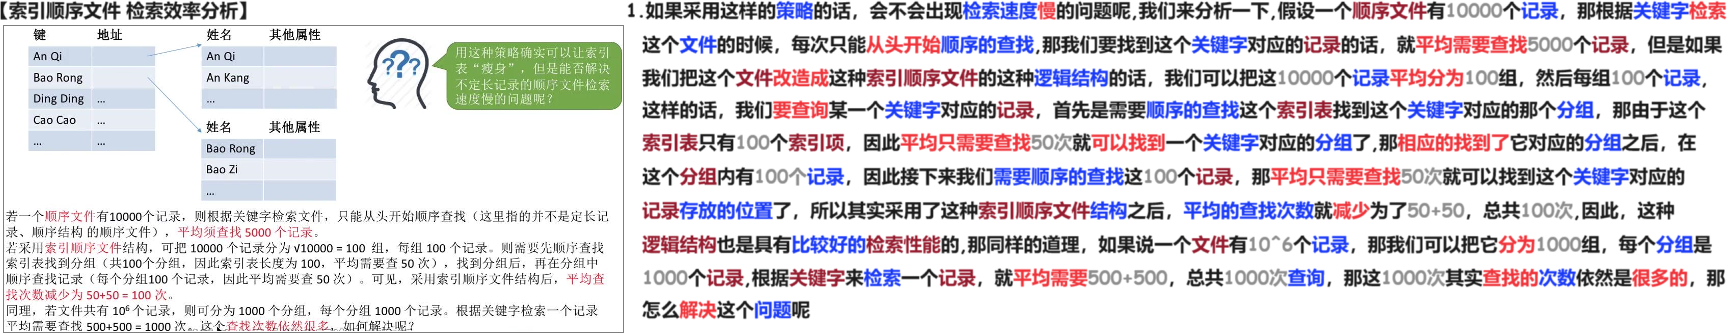 【索引顺序文件 检索效率分析】
键 地址
An Qi
Bao Rong
Ding Ding ...
Cao Cao ...
... ...
姓名 其他属性
An Qi
An Kang
...
姓名 其他属性
Bao Rong
Bao Zi
...
???
用这种策略确实可以让索引
表“瘦身”，但是能否解决
不定长记录的顺序文件检索
速度慢的问题呢？
若一个顺序文件有10000个记录，则根据关键字检索文件，只能从头开始顺序查找（这里指的并不是定长记
录、顺序结构 的顺序文件），平均须查找 5000 个记录。
若采用索引顺序文件结构，可把 10000 个记录分为 √10000 = 100 组，每组 100 个记录。则需要先顺序查找
索引表找到分组（共100个分组，因此索引表长度为 100，平均需要查 50 次），找到分组后，再在分组中
顺序查找记录（每个分组100 个记录，因此平均需要查 50 次）。可见，采用索引顺序文件结构后，平均查
找次数减少为 50+50 = 100 次。
同理，若文件共有 10⁶ 个记录，则可分为 1000 个分组，每个分组 1000 个记录。根据关键字检索一个记录
平均需要查找 500+500 = 1000 次。这个查找次数依然很多，如何解决呢？
1.如果采用这样的策略的话，会不会出现检索速度慢的问题呢,我们来分析一下,假设一个顺序文件有10000个记录，那根据关键字检索
这个文件的时候，每次只能从头开始顺序的查找,那我们要找到这个关键字对应的记录的话，就平均需要查找5000个记录，但是如果
我们把这个文件改造成这种索引顺序文件的这种逻辑结构的话，我们可以把这10000个记录平均分为100组，然后每组100个记录，
这样的话，我们要查询某一个关键字对应的记录，首先是需要顺序的查找这个索引表找到这个关键字对应的那个分组，那由于这个
索引表只有100个索引项，因此平均只需要查找50次就可以找到一个关键字对应的分组了,那相应的找到了它对应的分组之后，在
这个分组内有100个记录，因此接下来我们需要顺序的查找这100个记录，那平均只需要查找50次就可以找到这个关键字对应的
记录存放的位置了，所以其实采用了这种索引顺序文件结构之后，平均的查找次数就减少为了50+50，总共100次,因此，这种
逻辑结构也是具有比较好的检索性能的,那同样的道理，如果说一个文件有10^6个记录，那我们可以把它分为1000组，每个分组是
1000个记录,根据关键字来检索一个记录，就平均需要500+500，总共1000次查询，那这1000次其实查找的次数依然是很多的，那
怎么解决这个问题呢